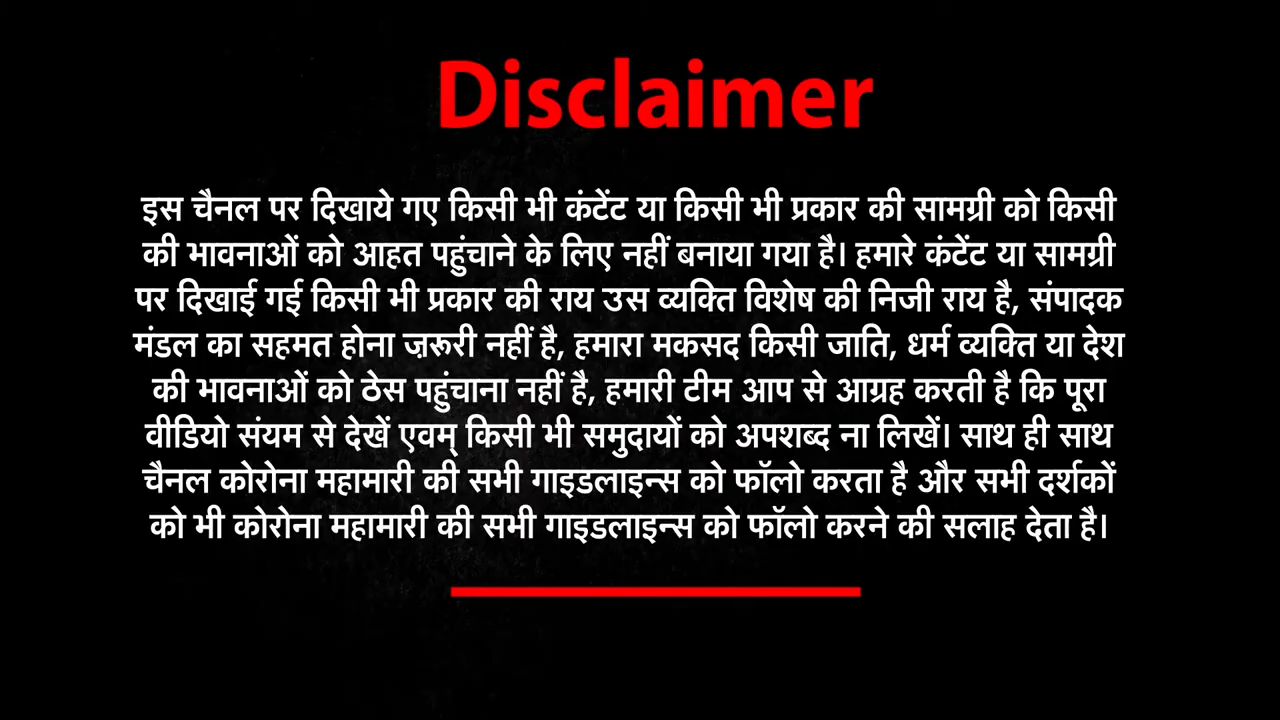 Disclaimer
इस चैनल पर दिखाये गए किसी भी कंटेंट या किसी भी प्रकार की सामग्री को किसी
की भावनाओं को आहत पहुंचाने के लिए नहीं बनाया गया है। हमारे कंटेंट या सामग्री
पर दिखाई गई किसी भी प्रकार की राय उस व्यक्ति विशेष की निजी राय है, संपादक
मंडल का सहमत होना ज़रूरी नहीं है, हमारा मकसद किसी जाति, धर्म व्यक्ति या देश
की भावनाओं को ठेस पहुंचाना नहीं है, हमारी टीम आप से आग्रह करती है कि पूरा
वीडियो संयम से देखें एवम् किसी भी समुदायों को अपशब्द ना लिखें। साथ ही साथ
चैनल कोरोना महामारी की सभी गाइडलाइन्स को फॉलो करता है और सभी दर्शकों
को भी कोरोना महामारी की सभी गाइडलाइन्स को फॉलो करने की सलाह देता है।